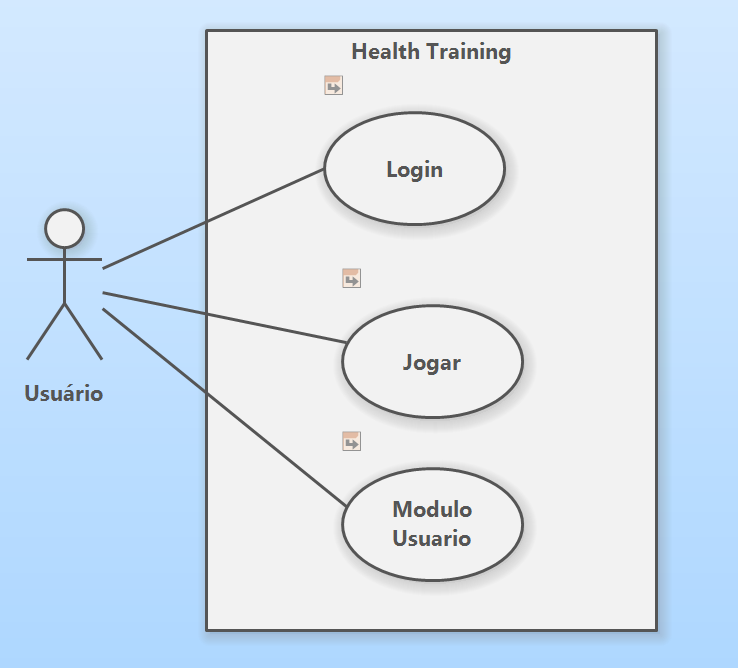 Health Training
Login
Jogar
Usuário
Modulo
Usuario